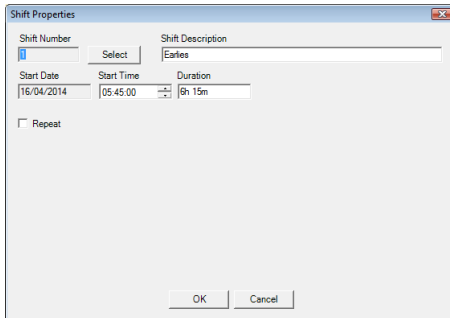 Shift Properties
Shift Number Shift Description
1 Select Earlies
Start Date Start Time Duration
16/04/2014 05:45:00 6h 15m
Repeat
OK Cancel